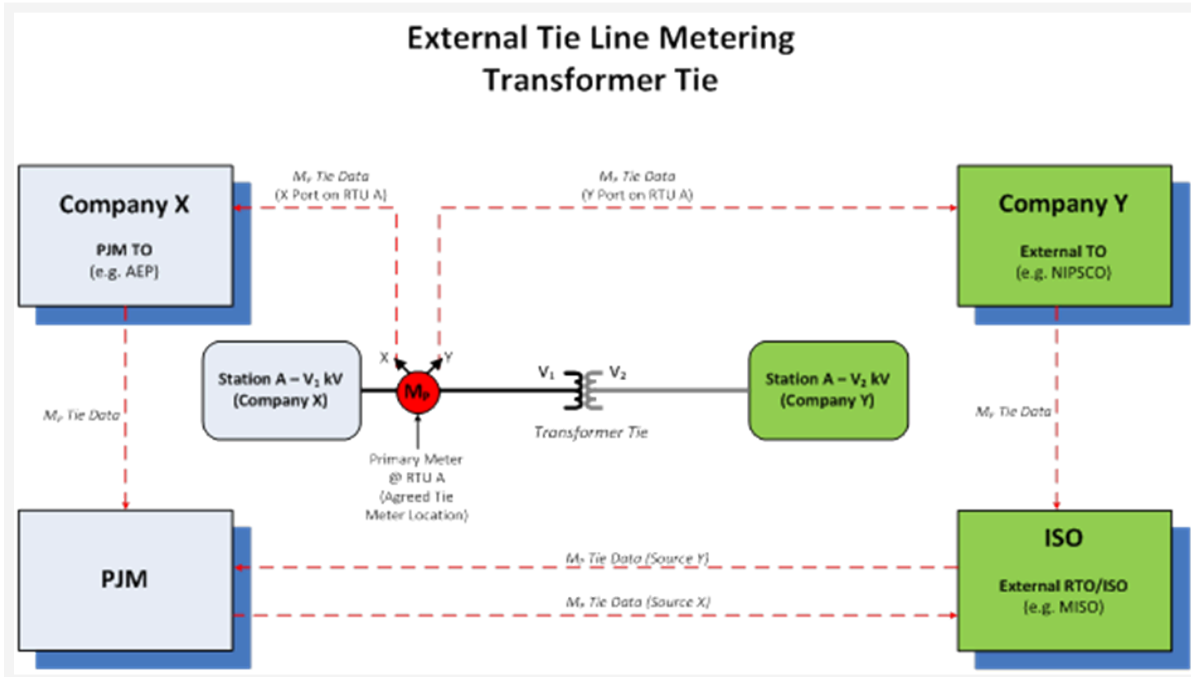 External Tie Line Metering
Transformer Tie
Mₚ Tie Data
(X Port on RTU A)
Mₚ Tie Data
(Y Port on RTU A)
Company X
PJM TO
(e.g. AEP)
Company Y
External TO
(e.g. NIPSCO)
X
Y
Station A – V₁ kV
(Company X)
Mₚ
V₁
V₂
Station A – V₂ kV
(Company Y)
Transformer Tie
Mₚ Tie Data
Mₚ Tie Data
Primary Meter
@ RTU A
(Agreed Tie
Meter Location)
PJM
Mₚ Tie Data (Source Y)
Mₚ Tie Data (Source X)
ISO
External RTO/ISO
(e.g. MISO)